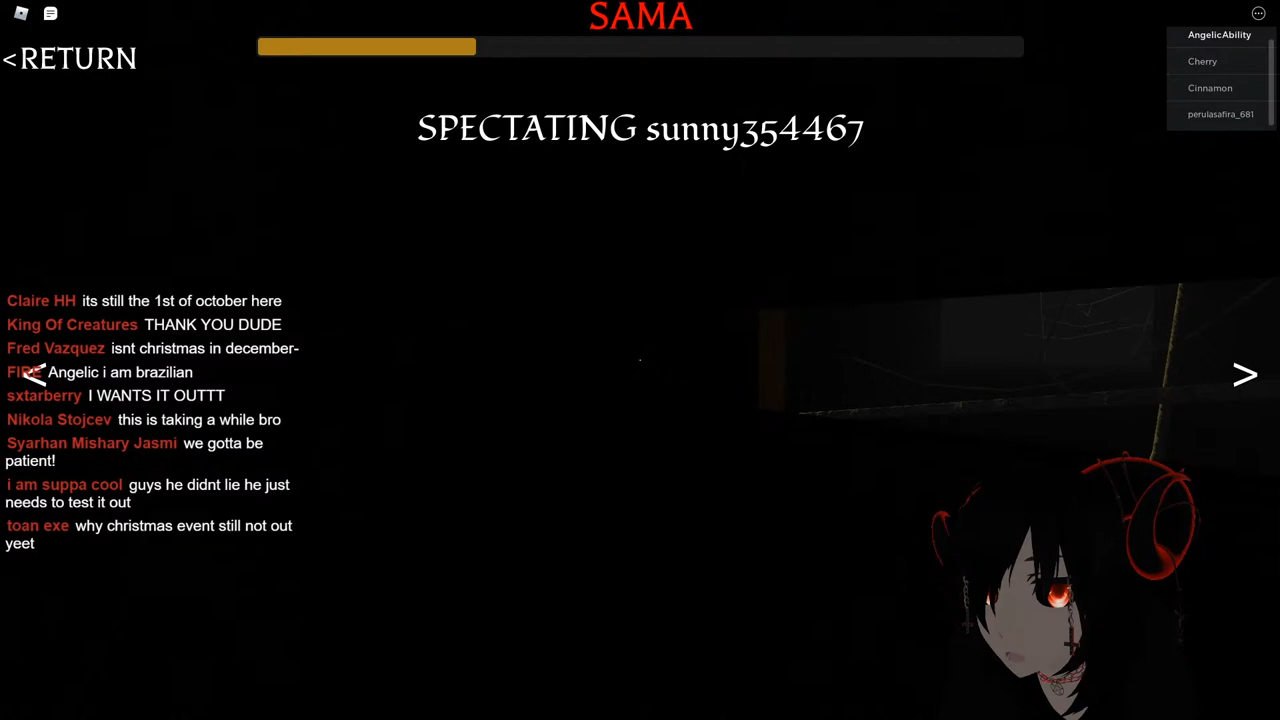 SAMA
<RETURN
SPECTATING sunny354467
AngelicAbility
Cherry
Cinnamon
perulasafira_681
Claire HH its still the 1st of october here
King Of Creatures THANK YOU DUDE
Fred Vazquez isnt christmas in december-
FIRE Angelic i am brazilian
<
>
sxtarberry I WANTS IT OUTTT
Nikola Stojcev this is taking a while bro
Syarhan Mishary Jasmi we gotta be
patient!
i am suppa cool guys he didnt lie he just
needs to test it out
toan exe why christmas event still not out
yeet